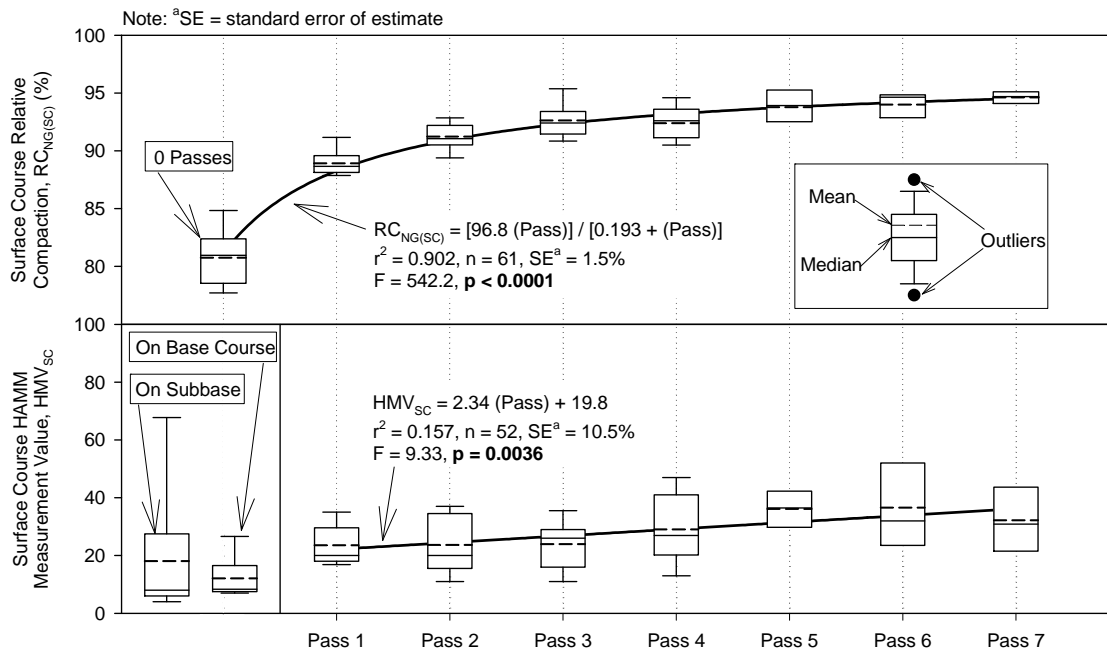 Note: ᵃSE = standard error of estimate
Surface Course Relative
Compaction, RC_NG(SC) (%)
100
95
90
85
80
0 Passes
RC_NG(SC) = [96.8 (Pass)] / [0.193 + (Pass)]
r² = 0.902, n = 61, SEᵃ = 1.5%
F = 542.2, p < 0.0001
Mean
Median
Outliers
Surface Course HAMM
Measurement Value, HMV_SC
100
80
60
40
20
0
On Base Course
On Subbase
HMV_SC = 2.34 (Pass) + 19.8
r² = 0.157, n = 52, SEᵃ = 10.5%
F = 9.33, p = 0.0036
Pass 1 Pass 2 Pass 3 Pass 4 Pass 5 Pass 6 Pass 7